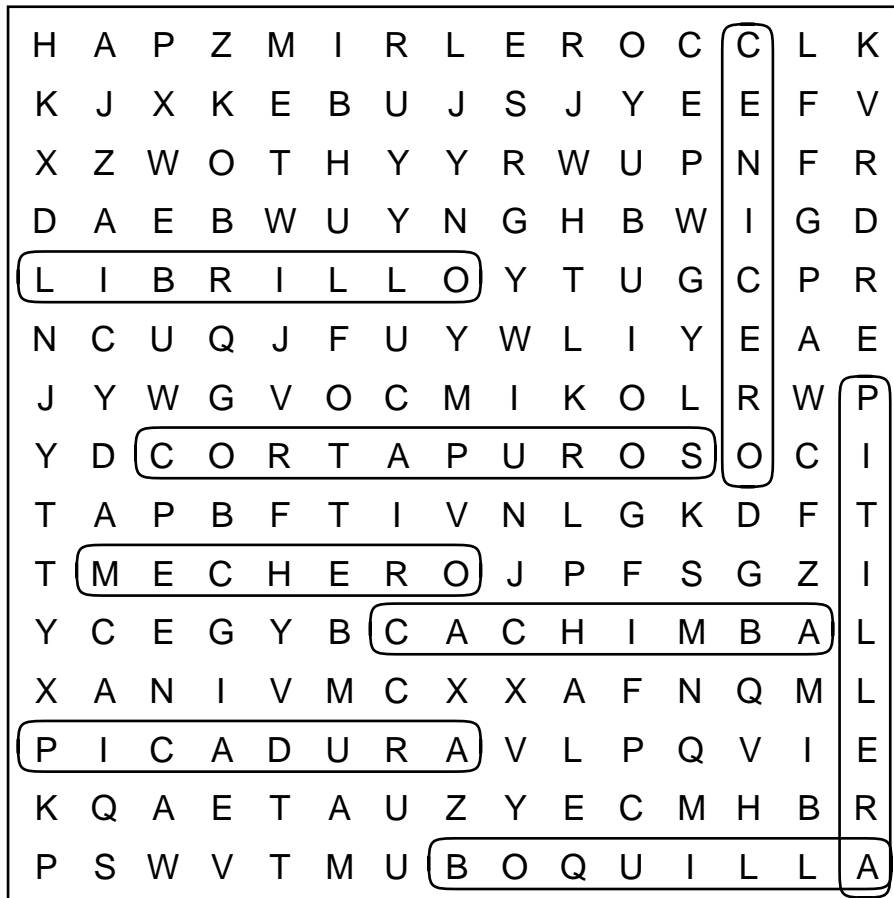 H A P Z M I R L E R O C C L K
K J X K E B U J S J Y E E F V
X Z W O T H Y Y R W U P N F R
D A E B W U Y N G H B W I G D
L I B R I L L O Y T U G C P R
N C U Q J F U Y W L I Y E A E
J Y W G V O C M I K O L R W P
Y D C O R T A P U R O S O C I
T A P B F T I V N L G K D F T
T M E C H E R O J P F S G Z I
Y C E G Y B C A C H I M B A L
X A N I V M C X X A F N Q M L
P I C A D U R A V L P Q V I E
K Q A E T A U Z Y E C M H B R
P S W V T M U B O Q U I L L A